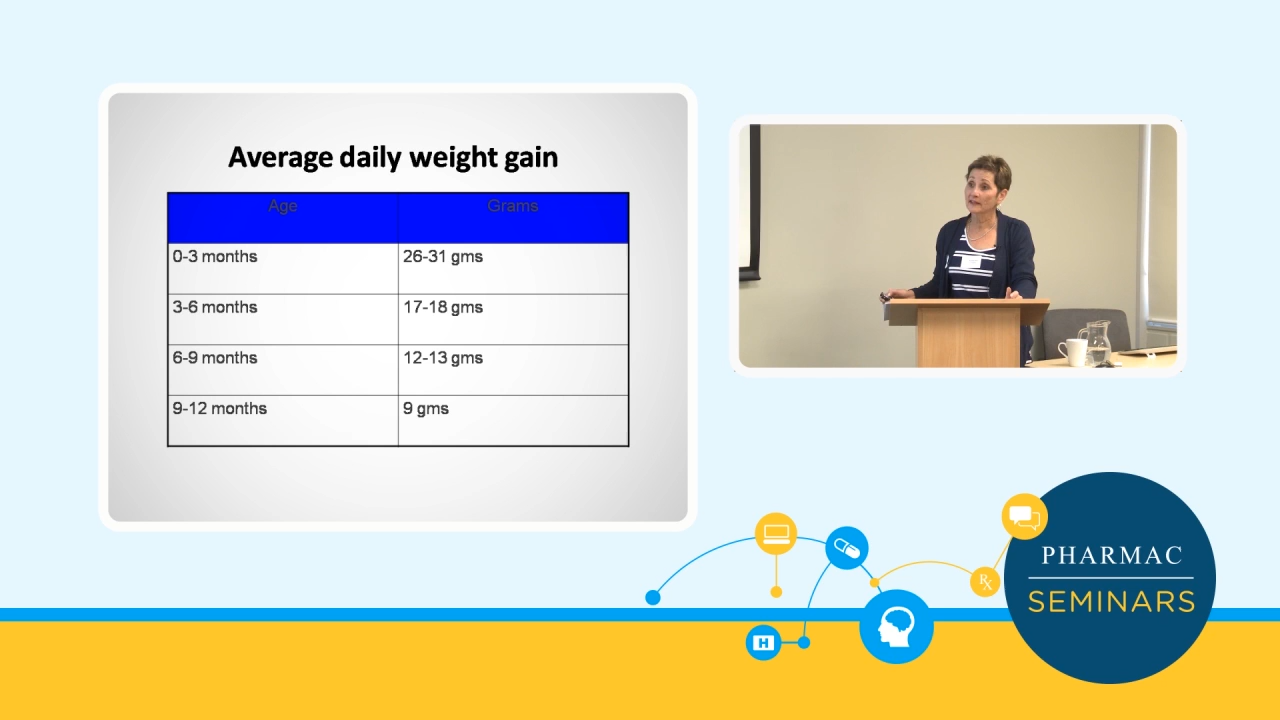 Average daily weight gain
Age Grams
0-3 months 26-31 gms
3-6 months 17-18 gms
6-9 months 12-13 gms
9-12 months 9 gms
H
Rx
PHARMAC
SEMINARS